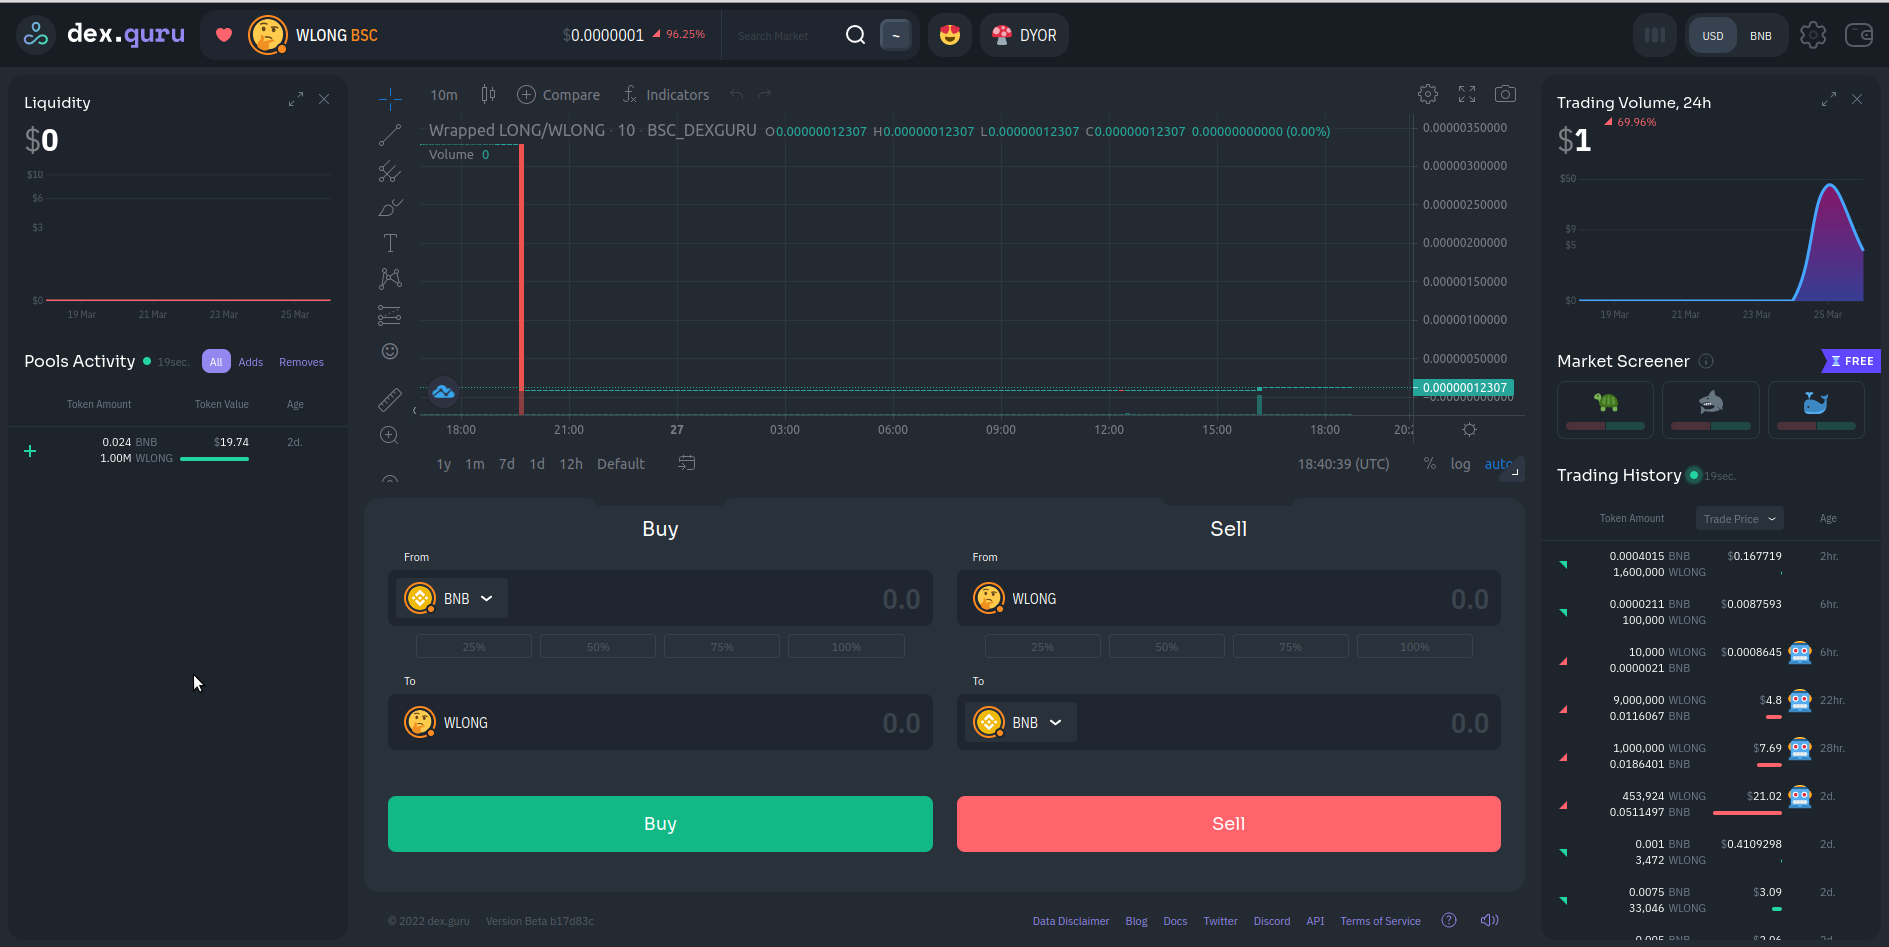 dex.guru
WLONG BSC
$0.0000001
96.25%
Search Market
~
DYOR
USD
BNB
Liquidity
$0
$10
$6
$3
$0
19 Mar
21 Mar
23 Mar
25 Mar
Pools Activity
19sec.
All
Adds
Removes
Token Amount
Token Value
Age
0.024 BNB
$19.74
2d.
1.00M WLONG
10m
Compare
Indicators
Wrapped LONG/WLONG · 10 · BSC_DEXGURU O0.00000012307 H0.00000012307 L0.00000012307 C0.00000012307 0.00000000000 (0.00%)
Volume 0
0.00000350000
0.00000300000
0.00000250000
0.00000200000
0.00000150000
0.00000100000
0.00000050000
0.00000012307
−0.00000000000
18:00
21:00
27
03:00
06:00
09:00
12:00
15:00
18:00
20:
1y
1m
7d
1d
12h
Default
18:40:39 (UTC)
%
log
auto
Buy
From
BNB
0.0
25%
50%
75%
100%
To
WLONG
0.0
Buy
Sell
From
WLONG
0.0
25%
50%
75%
100%
To
BNB
0.0
Sell
© 2022 dex.guru
Version Beta b17d83c
Data Disclaimer
Blog
Docs
Twitter
Discord
API
Terms of Service
Trading Volume, 24h
$1
69.96%
$50
$9
$5
$0
19 Mar
21 Mar
23 Mar
25 Mar
Market Screener
FREE
Trading History
19sec.
Token Amount
Trade Price
Age
0.0004015 BNB
$0.167719
2hr.
1,600,000 WLONG
0.0000211 BNB
$0.0087593
6hr.
100,000 WLONG
10,000 WLONG
$0.0008645
6hr.
0.0000021 BNB
9,000,000 WLONG
$4.8
22hr.
0.0116067 BNB
1,000,000 WLONG
$7.69
28hr.
0.0186401 BNB
453,924 WLONG
$21.02
2d.
0.0511497 BNB
0.001 BNB
$0.4109298
2d.
3,472 WLONG
0.0075 BNB
$3.09
2d.
33,046 WLONG
0.005 BNB
$2.06
2d.